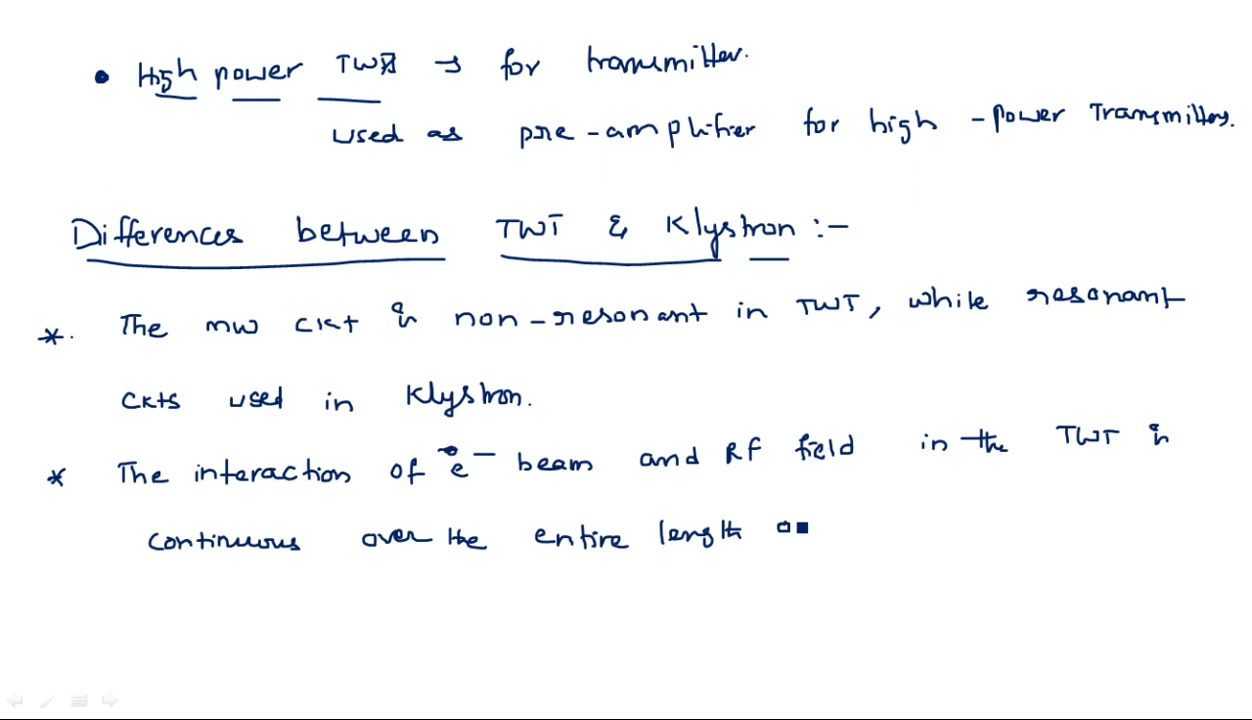 • High power TWT → for transmitter.
used as pre-amplifier for high-power Transmitters.
Differences between TWT & Klystron :-
*. The mw ckt is non-resonant in TWT, while resonant
ckts used in Klystron.
* The interaction of e⁻ beam and RF field in the TWT is
continuous over the entire length o